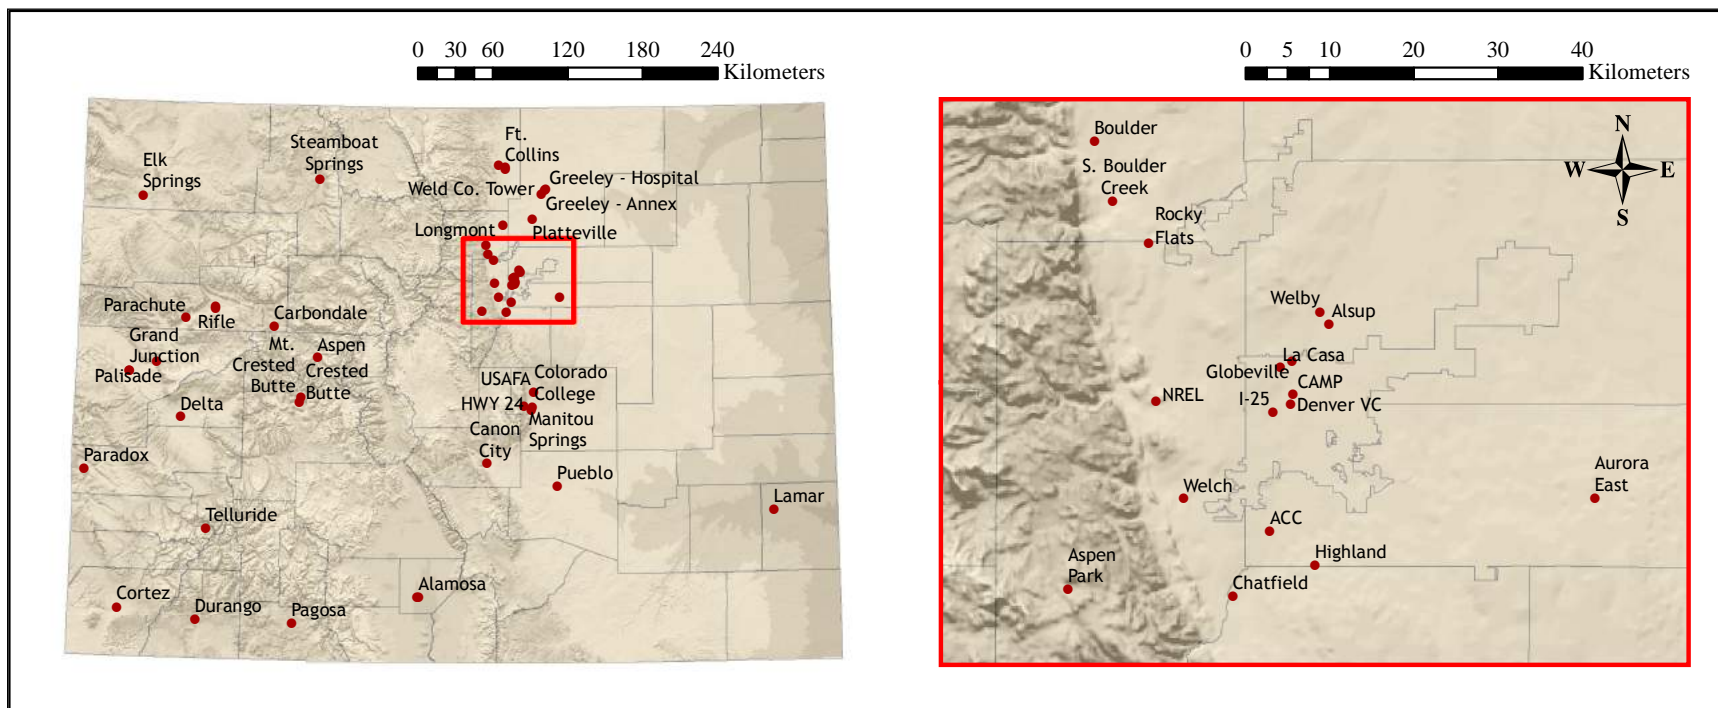 0 30 60 120 180 240
Kilometers
0 5 10 20 30 40
Kilometers
Elk
Springs
Steamboat
Springs
Ft.
Collins
Weld Co. Tower
Greeley - Hospital
Greeley - Annex
Longmont
Platteville
Parachute
Rifle
Carbondale
Grand
Junction
Palisade
Mt.
Crested
Butte
Aspen
Crested
Butte
Delta
USAFA
Colorado
College
HWY 24
Manitou
Springs
Canon
City
Pueblo
Paradox
Lamar
Telluride
Cortez
Durango
Pagosa
Alamosa
Boulder
S. Boulder
Creek
Rocky
Flats
N
W E
S
Welby
Alsup
La Casa
Globeville
CAMP
NREL
I-25
Denver VC
Welch
Aurora
East
ACC
Highland
Aspen
Park
Chatfield